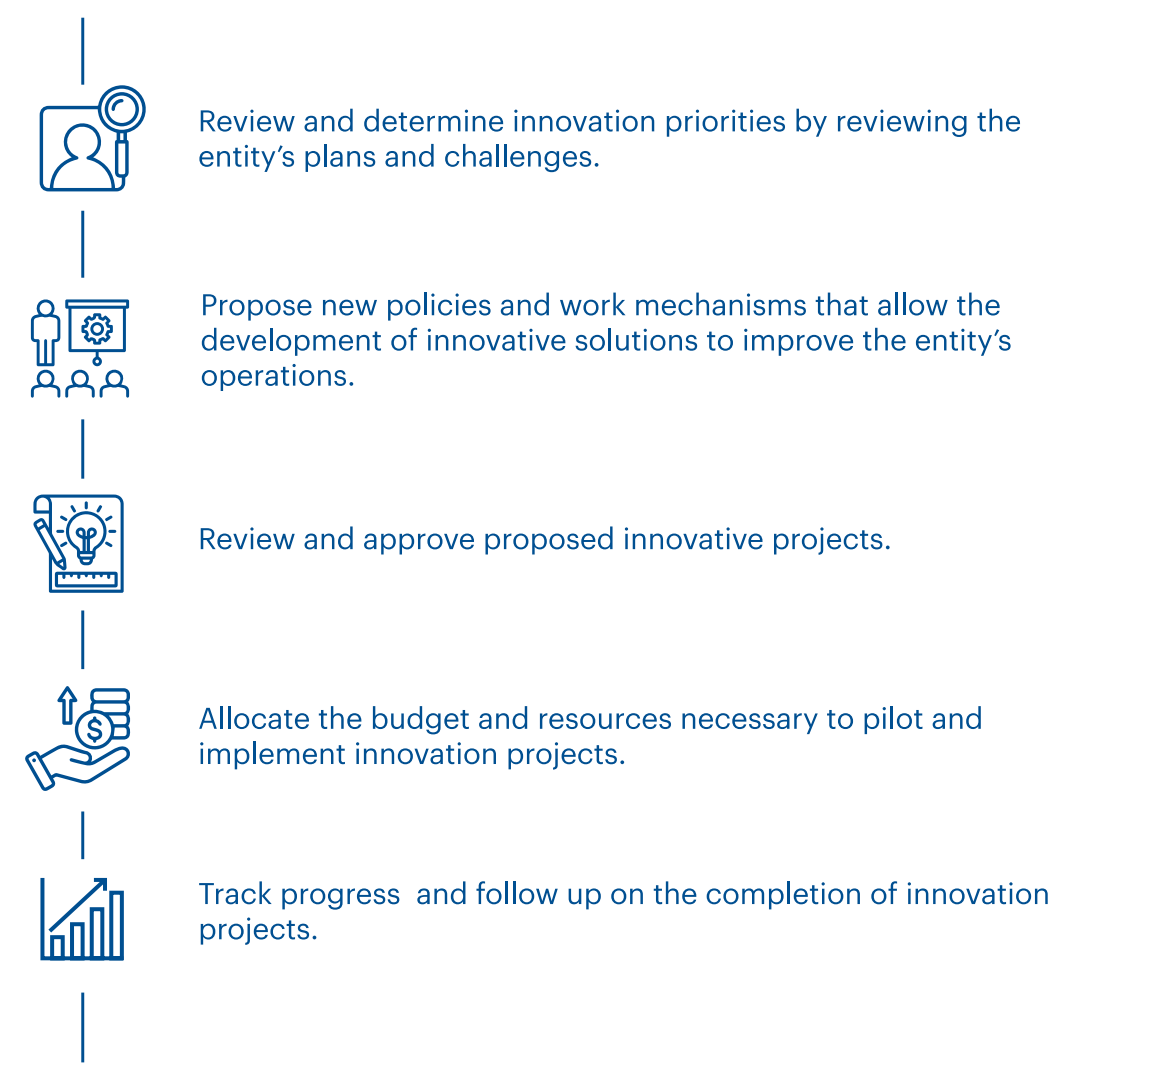 Review and determine innovation priorities by reviewing the
entity's plans and challenges.
Propose new policies and work mechanisms that allow the
development of innovative solutions to improve the entity's
operations.
Review and approve proposed innovative projects.
$
Allocate the budget and resources necessary to pilot and
implement innovation projects.
Track progress  and follow up on the completion of innovation
projects.